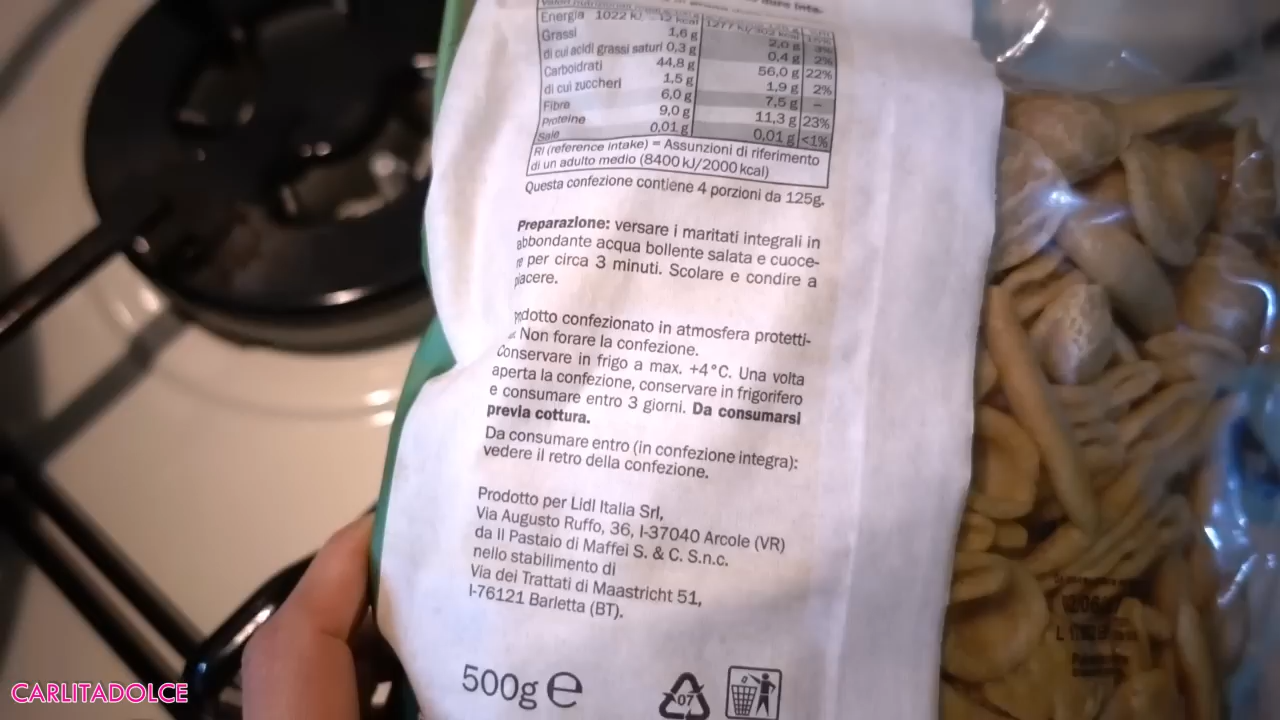 duro inte-
Energia 1022 kJ kcal
Grassi 1,6 g 2,0 g 3%
di cui acidi grassi saturi 0,3 g 0,4 g 2%
Carboidrati 44,8 g 56,0 g 22%
di cui zuccheri 1,5 g 1,9 g 2%
Fibre 6,0 g 7,5 g –
Proteine 9,0 g 11,3 g 23%
Sale 0,01 g 0,01 g <1%
RI (reference intake) = Assunzioni di riferimento
di un adulto medio (8400 kJ/2000 kcal)
Questa confezione contiene 4 porzioni da 125g.
Preparazione: versare i maritati integrali in
abbondante acqua bollente salata e cuoce-
re per circa 3 minuti. Scolare e condire a
piacere.
dotto confezionato in atmosfera protetti-
Non forare la confezione.
Conservare in frigo a max. +4°C. Una volta
aperta la confezione, conservare in frigorifero
e consumare entro 3 giorni. Da consumarsi
previa cottura.
Da consumare entro (in confezione integra):
vedere il retro della confezione.
Prodotto per Lidl Italia Srl,
Via Augusto Ruffo, 36, I-37040 Arcole (VR)
da Il Pastaio di Maffei S. & C. S.n.c.
nello stabilimento di
Via dei Trattati di Maastricht 51,
I-76121 Barletta (BT).
500g e
07
CARLITADOLCE